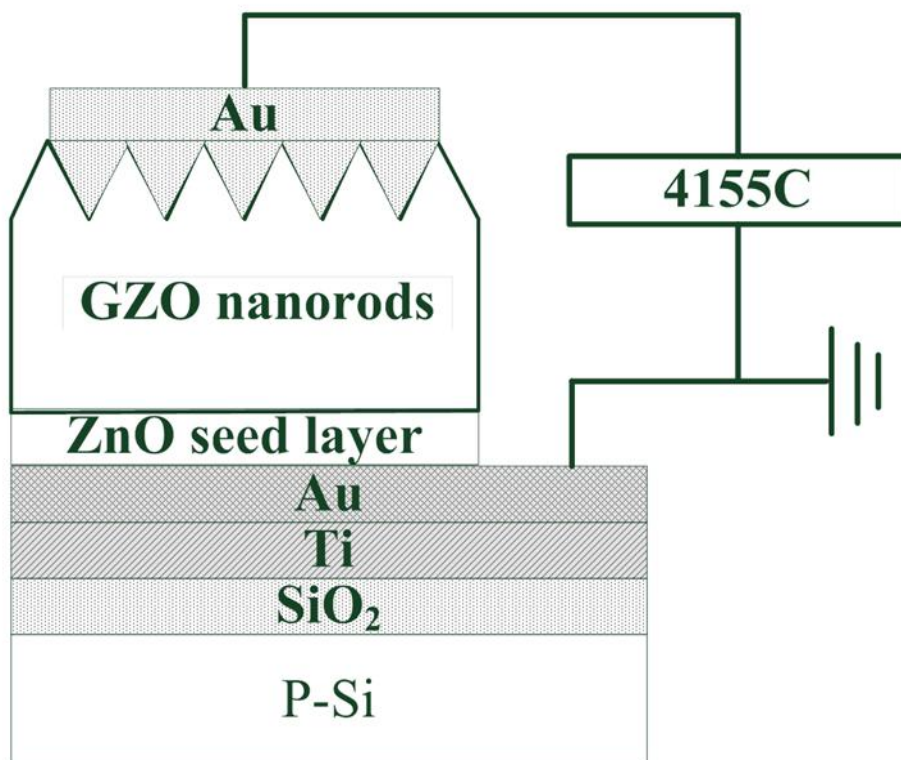 Au
4155C
GZO nanorods
ZnO seed layer
Au
Ti
SiO₂
P-Si